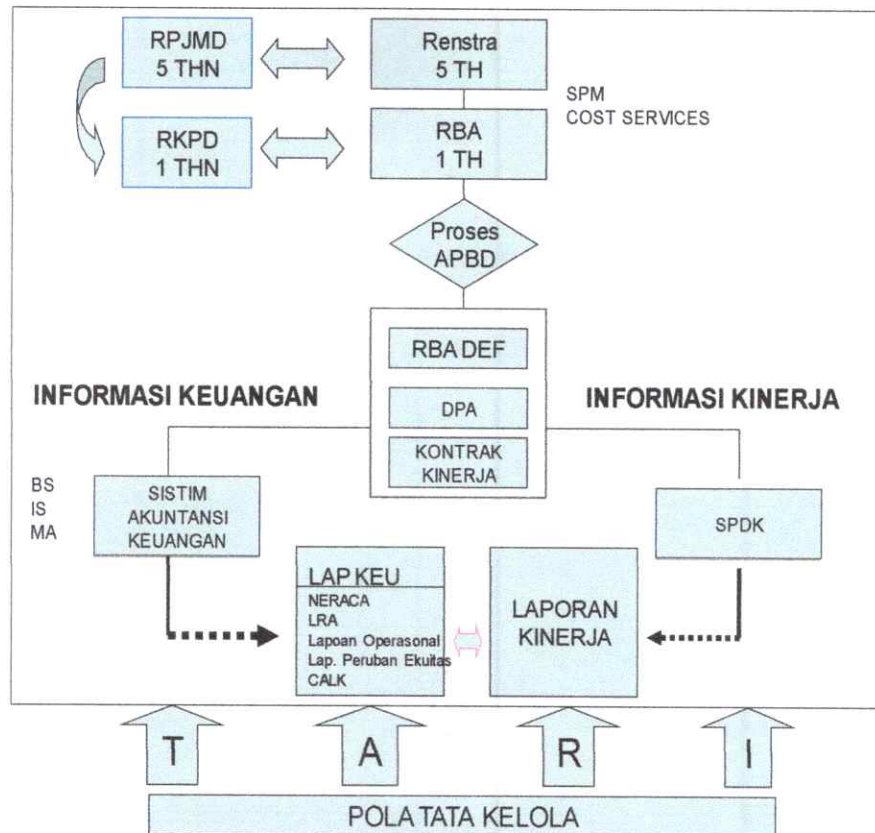 RPJMD
5 THN
Renstra
5 TH
SPM
COST SERVICES
RKPD
1 THN
RBA
1 TH
Proses
APBD
RBA DEF
DPA
KONTRAK
KINERJA
INFORMASI KEUANGAN
INFORMASI KINERJA
BS
IS
MA
SISTIM
AKUNTANSI
KEUANGAN
SPDK
LAP KEU
NERACA
LRA
Lapoan Operasonal
Lap. Peruban Ekuitas
CALK
LAPORAN
KINERJA
T
A
R
I
POLA TATA KELOLA